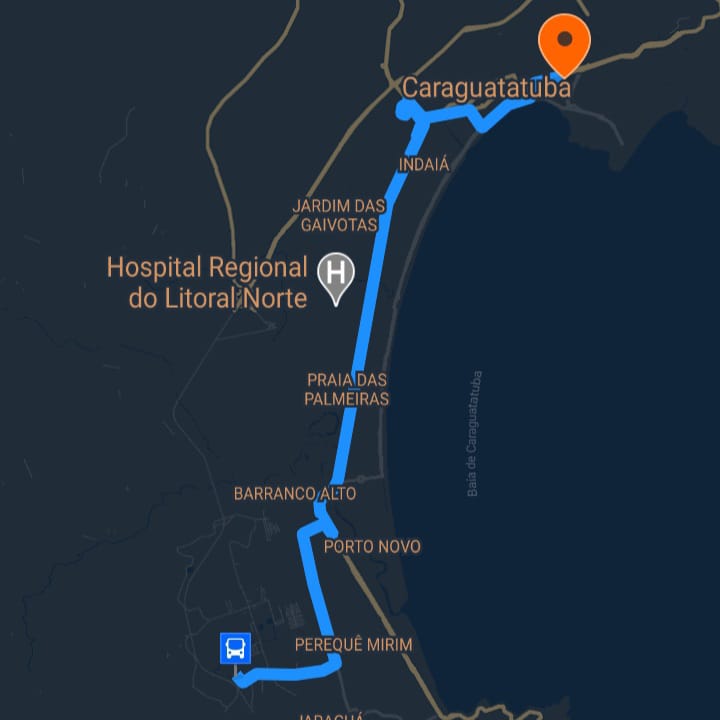 Caraguatatuba
INDAIÁ
JARDIM DAS
GAIVOTAS
Hospital Regional
do Litoral Norte
H
PRAIA DAS
PALMEIRAS
Baía de Caraguatatuba
BARRANCO ALTO
PORTO NOVO
PEREQUÊ MIRIM